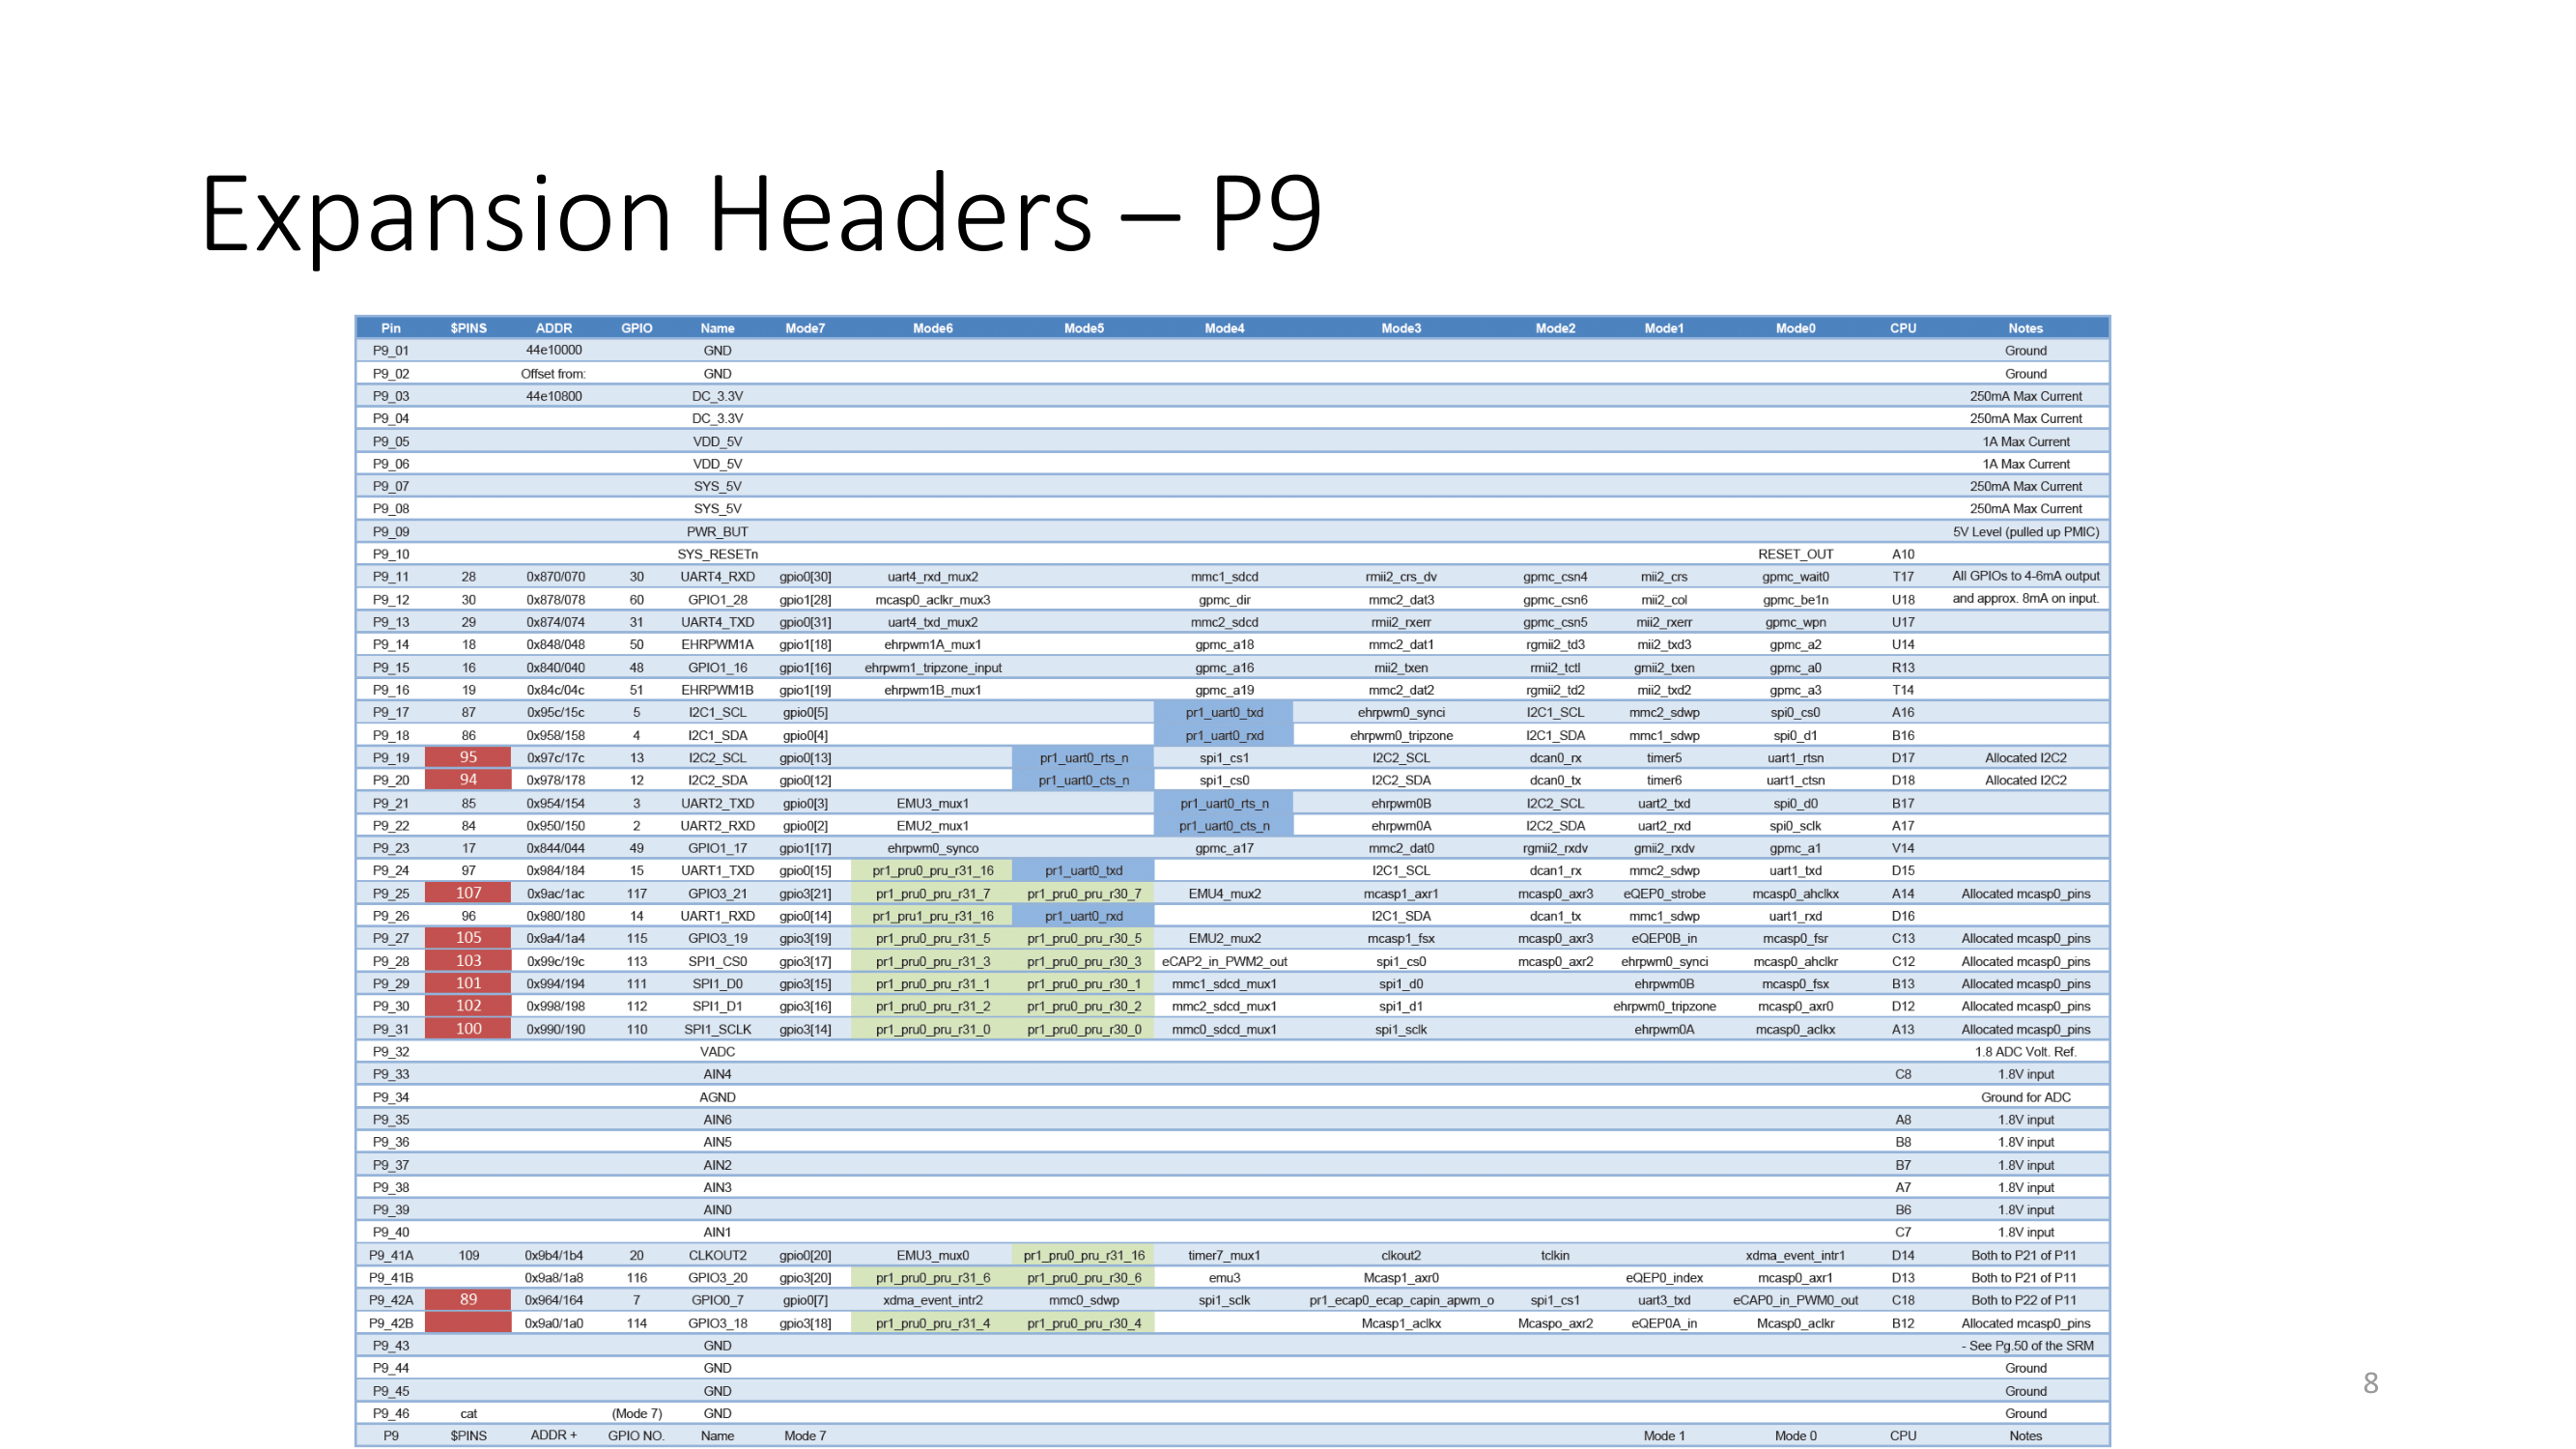 Expansion Headers – P9
Pin $PINS ADDR GPIO Name Mode7 Mode6 Mode5 Mode4 Mode3 Mode2 Mode1 Mode0 CPU Notes
P9_01 44e10000 GND Ground
P9_02 Offset from: GND Ground
P9_03 44e10800 DC_3.3V 250mA Max Current
P9_04 DC_3.3V 250mA Max Current
P9_05 VDD_5V 1A Max Current
P9_06 VDD_5V 1A Max Current
P9_07 SYS_5V 250mA Max Current
P9_08 SYS_5V 250mA Max Current
P9_09 PWR_BUT 5V Level (pulled up PMIC)
P9_10 SYS_RESETn RESET_OUT A10
P9_11 28 0x870/070 30 UART4_RXD gpio0[30] uart4_rxd_mux2 mmc1_sdcd rmii2_crs_dv gpmc_csn4 mii2_crs gpmc_wait0 T17 All GPIOs to 4-6mA output
P9_12 30 0x878/078 60 GPIO1_28 gpio1[28] mcasp0_aclkr_mux3 gpmc_dir mmc2_dat3 gpmc_csn6 mii2_col gpmc_be1n U18 and approx. 8mA on input.
P9_13 29 0x874/074 31 UART4_TXD gpio0[31] uart4_txd_mux2 mmc2_sdcd rmii2_rxerr gpmc_csn5 mii2_rxerr gpmc_wpn U17
P9_14 18 0x848/048 50 EHRPWM1A gpio1[18] ehrpwm1A_mux1 gpmc_a18 mmc2_dat1 rgmii2_td3 mii2_txd3 gpmc_a2 U14
P9_15 16 0x840/040 48 GPIO1_16 gpio1[16] ehrpwm1_tripzone_input gpmc_a16 mii2_txen rmii2_tctl gmii2_txen gpmc_a0 R13
P9_16 19 0x84c/04c 51 EHRPWM1B gpio1[19] ehrpwm1B_mux1 gpmc_a19 mmc2_dat2 rgmii2_td2 mii2_txd2 gpmc_a3 T14
P9_17 87 0x95c/15c 5 I2C1_SCL gpio0[5] pr1_uart0_txd ehrpwm0_synci I2C1_SCL mmc2_sdwp spi0_cs0 A16
P9_18 86 0x958/158 4 I2C1_SDA gpio0[4] pr1_uart0_rxd ehrpwm0_tripzone I2C1_SDA mmc1_sdwp spi0_d1 B16
P9_19 95 0x97c/17c 13 I2C2_SCL gpio0[13] pr1_uart0_rts_n spi1_cs1 I2C2_SCL dcan0_rx timer5 uart1_rtsn D17 Allocated I2C2
P9_20 94 0x978/178 12 I2C2_SDA gpio0[12] pr1_uart0_cts_n spi1_cs0 I2C2_SDA dcan0_tx timer6 uart1_ctsn D18 Allocated I2C2
P9_21 85 0x954/154 3 UART2_TXD gpio0[3] EMU3_mux1 pr1_uart0_rts_n ehrpwm0B I2C2_SCL uart2_txd spi0_d0 B17
P9_22 84 0x950/150 2 UART2_RXD gpio0[2] EMU2_mux1 pr1_uart0_cts_n ehrpwm0A I2C2_SDA uart2_rxd spi0_sclk A17
P9_23 17 0x844/044 49 GPIO1_17 gpio1[17] ehrpwm0_synco gpmc_a17 mmc2_dat0 rgmii2_rxdv gmii2_rxdv gpmc_a1 V14
P9_24 97 0x984/184 15 UART1_TXD gpio0[15] pr1_pru0_pru_r31_16 pr1_uart0_txd I2C1_SCL dcan1_rx mmc2_sdwp uart1_txd D15
P9_25 107 0x9ac/1ac 117 GPIO3_21 gpio3[21] pr1_pru0_pru_r31_7 pr1_pru0_pru_r30_7 EMU4_mux2 mcasp1_axr1 mcasp0_axr3 eQEP0_strobe mcasp0_ahclkx A14 Allocated mcasp0_pins
P9_26 96 0x980/180 14 UART1_RXD gpio0[14] pr1_pru1_pru_r31_16 pr1_uart0_rxd I2C1_SDA dcan1_tx mmc1_sdwp uart1_rxd D16
P9_27 105 0x9a4/1a4 115 GPIO3_19 gpio3[19] pr1_pru0_pru_r31_5 pr1_pru0_pru_r30_5 EMU2_mux2 mcasp1_fsx mcasp0_axr3 eQEP0B_in mcasp0_fsr C13 Allocated mcasp0_pins
P9_28 103 0x99c/19c 113 SPI1_CS0 gpio3[17] pr1_pru0_pru_r31_3 pr1_pru0_pru_r30_3 eCAP2_in_PWM2_out spi1_cs0 mcasp0_axr2 ehrpwm0_synci mcasp0_ahclkr C12 Allocated mcasp0_pins
P9_29 101 0x994/194 111 SPI1_D0 gpio3[15] pr1_pru0_pru_r31_1 pr1_pru0_pru_r30_1 mmc1_sdcd_mux1 spi1_d0 ehrpwm0B mcasp0_fsx B13 Allocated mcasp0_pins
P9_30 102 0x998/198 112 SPI1_D1 gpio3[16] pr1_pru0_pru_r31_2 pr1_pru0_pru_r30_2 mmc2_sdcd_mux1 spi1_d1 ehrpwm0_tripzone mcasp0_axr0 D12 Allocated mcasp0_pins
P9_31 100 0x990/190 110 SPI1_SCLK gpio3[14] pr1_pru0_pru_r31_0 pr1_pru0_pru_r30_0 mmc0_sdcd_mux1 spi1_sclk ehrpwm0A mcasp0_aclkx A13 Allocated mcasp0_pins
P9_32 VADC 1.8 ADC Volt. Ref.
P9_33 AIN4 C8 1.8V input
P9_34 AGND Ground for ADC
P9_35 AIN6 A8 1.8V input
P9_36 AIN5 B8 1.8V input
P9_37 AIN2 B7 1.8V input
P9_38 AIN3 A7 1.8V input
P9_39 AIN0 B6 1.8V input
P9_40 AIN1 C7 1.8V input
P9_41A 109 0x9b4/1b4 20 CLKOUT2 gpio0[20] EMU3_mux0 pr1_pru0_pru_r31_16 timer7_mux1 clkout2 tclkin xdma_event_intr1 D14 Both to P21 of P11
P9_41B 0x9a8/1a8 116 GPIO3_20 gpio3[20] pr1_pru0_pru_r31_6 pr1_pru0_pru_r30_6 emu3 Mcasp1_axr0 eQEP0_index mcasp0_axr1 D13 Both to P21 of P11
P9_42A 89 0x964/164 7 GPIO0_7 gpio0[7] xdma_event_intr2 mmc0_sdwp spi1_sclk pr1_ecap0_ecap_capin_apwm_o spi1_cs1 uart3_txd eCAP0_in_PWM0_out C18 Both to P22 of P11
P9_42B 0x9a0/1a0 114 GPIO3_18 gpio3[18] pr1_pru0_pru_r31_4 pr1_pru0_pru_r30_4 Mcasp1_aclkx Mcaspo_axr2 eQEP0A_in Mcasp0_aclkr B12 Allocated mcasp0_pins
P9_43 GND - See Pg.50 of the SRM
P9_44 GND Ground
P9_45 GND Ground
P9_46 cat (Mode 7) GND Ground
P9 $PINS ADDR + GPIO NO. Name Mode 7 Mode 1 Mode 0 CPU Notes
8